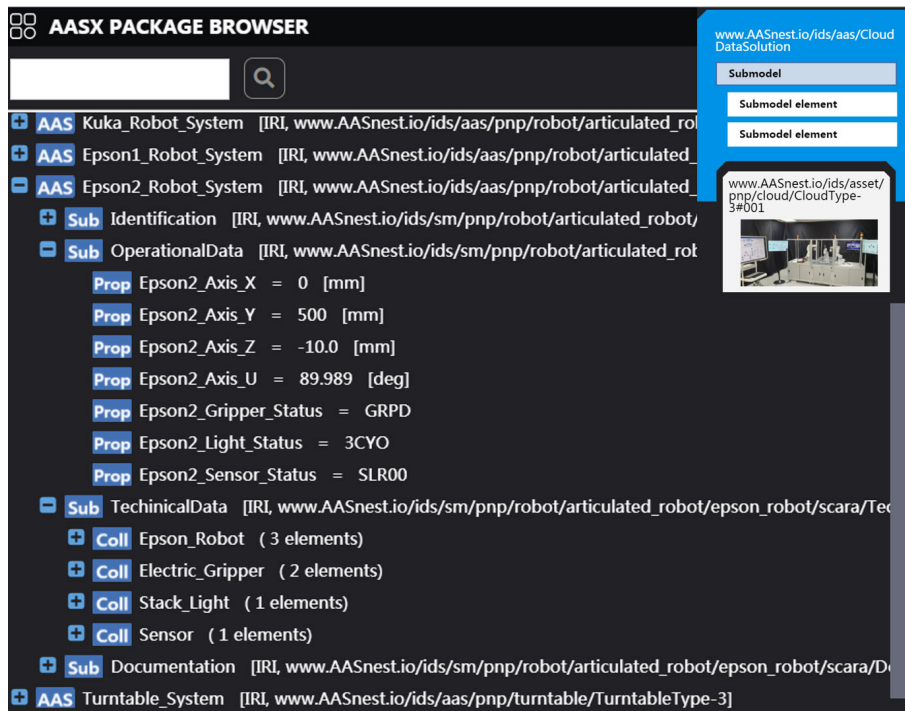 AASX PACKAGE BROWSER
www.AASnest.io/ids/aas/Cloud
DataSolution
Submodel
Submodel element
Submodel element
www.AASnest.io/ids/asset/
pnp/cloud/CloudType-
3#001
AAS Kuka_Robot_System [IRI, www.AASnest.io/ids/aas/pnp/robot/articulated_rol
AAS Epson1_Robot_System [IRI, www.AASnest.io/ids/aas/pnp/robot/articulated_
AAS Epson2_Robot_System [IRI, www.AASnest.io/ids/aas/pnp/robot/articulated_
Sub Identification [IRI, www.AASnest.io/ids/sm/pnp/robot/articulated_robot/
Sub OperationalData [IRI, www.AASnest.io/ids/sm/pnp/robot/articulated_rot
Prop Epson2_Axis_X = 0 [mm]
Prop Epson2_Axis_Y = 500 [mm]
Prop Epson2_Axis_Z = -10.0 [mm]
Prop Epson2_Axis_U = 89.989 [deg]
Prop Epson2_Gripper_Status = GRPD
Prop Epson2_Light_Status = 3CYO
Prop Epson2_Sensor_Status = SLR00
Sub TechinicalData [IRI, www.AASnest.io/ids/sm/pnp/robot/articulated_robot/epson_robot/scara/Tec
Coll Epson_Robot ( 3 elements)
Coll Electric_Gripper ( 2 elements)
Coll Stack_Light ( 1 elements)
Coll Sensor ( 1 elements)
Sub Documentation [IRI, www.AASnest.io/ids/sm/pnp/robot/articulated_robot/epson_robot/scara/D
AAS Turntable_System [IRI, www.AASnest.io/ids/aas/pnp/turntable/TurntableType-3]